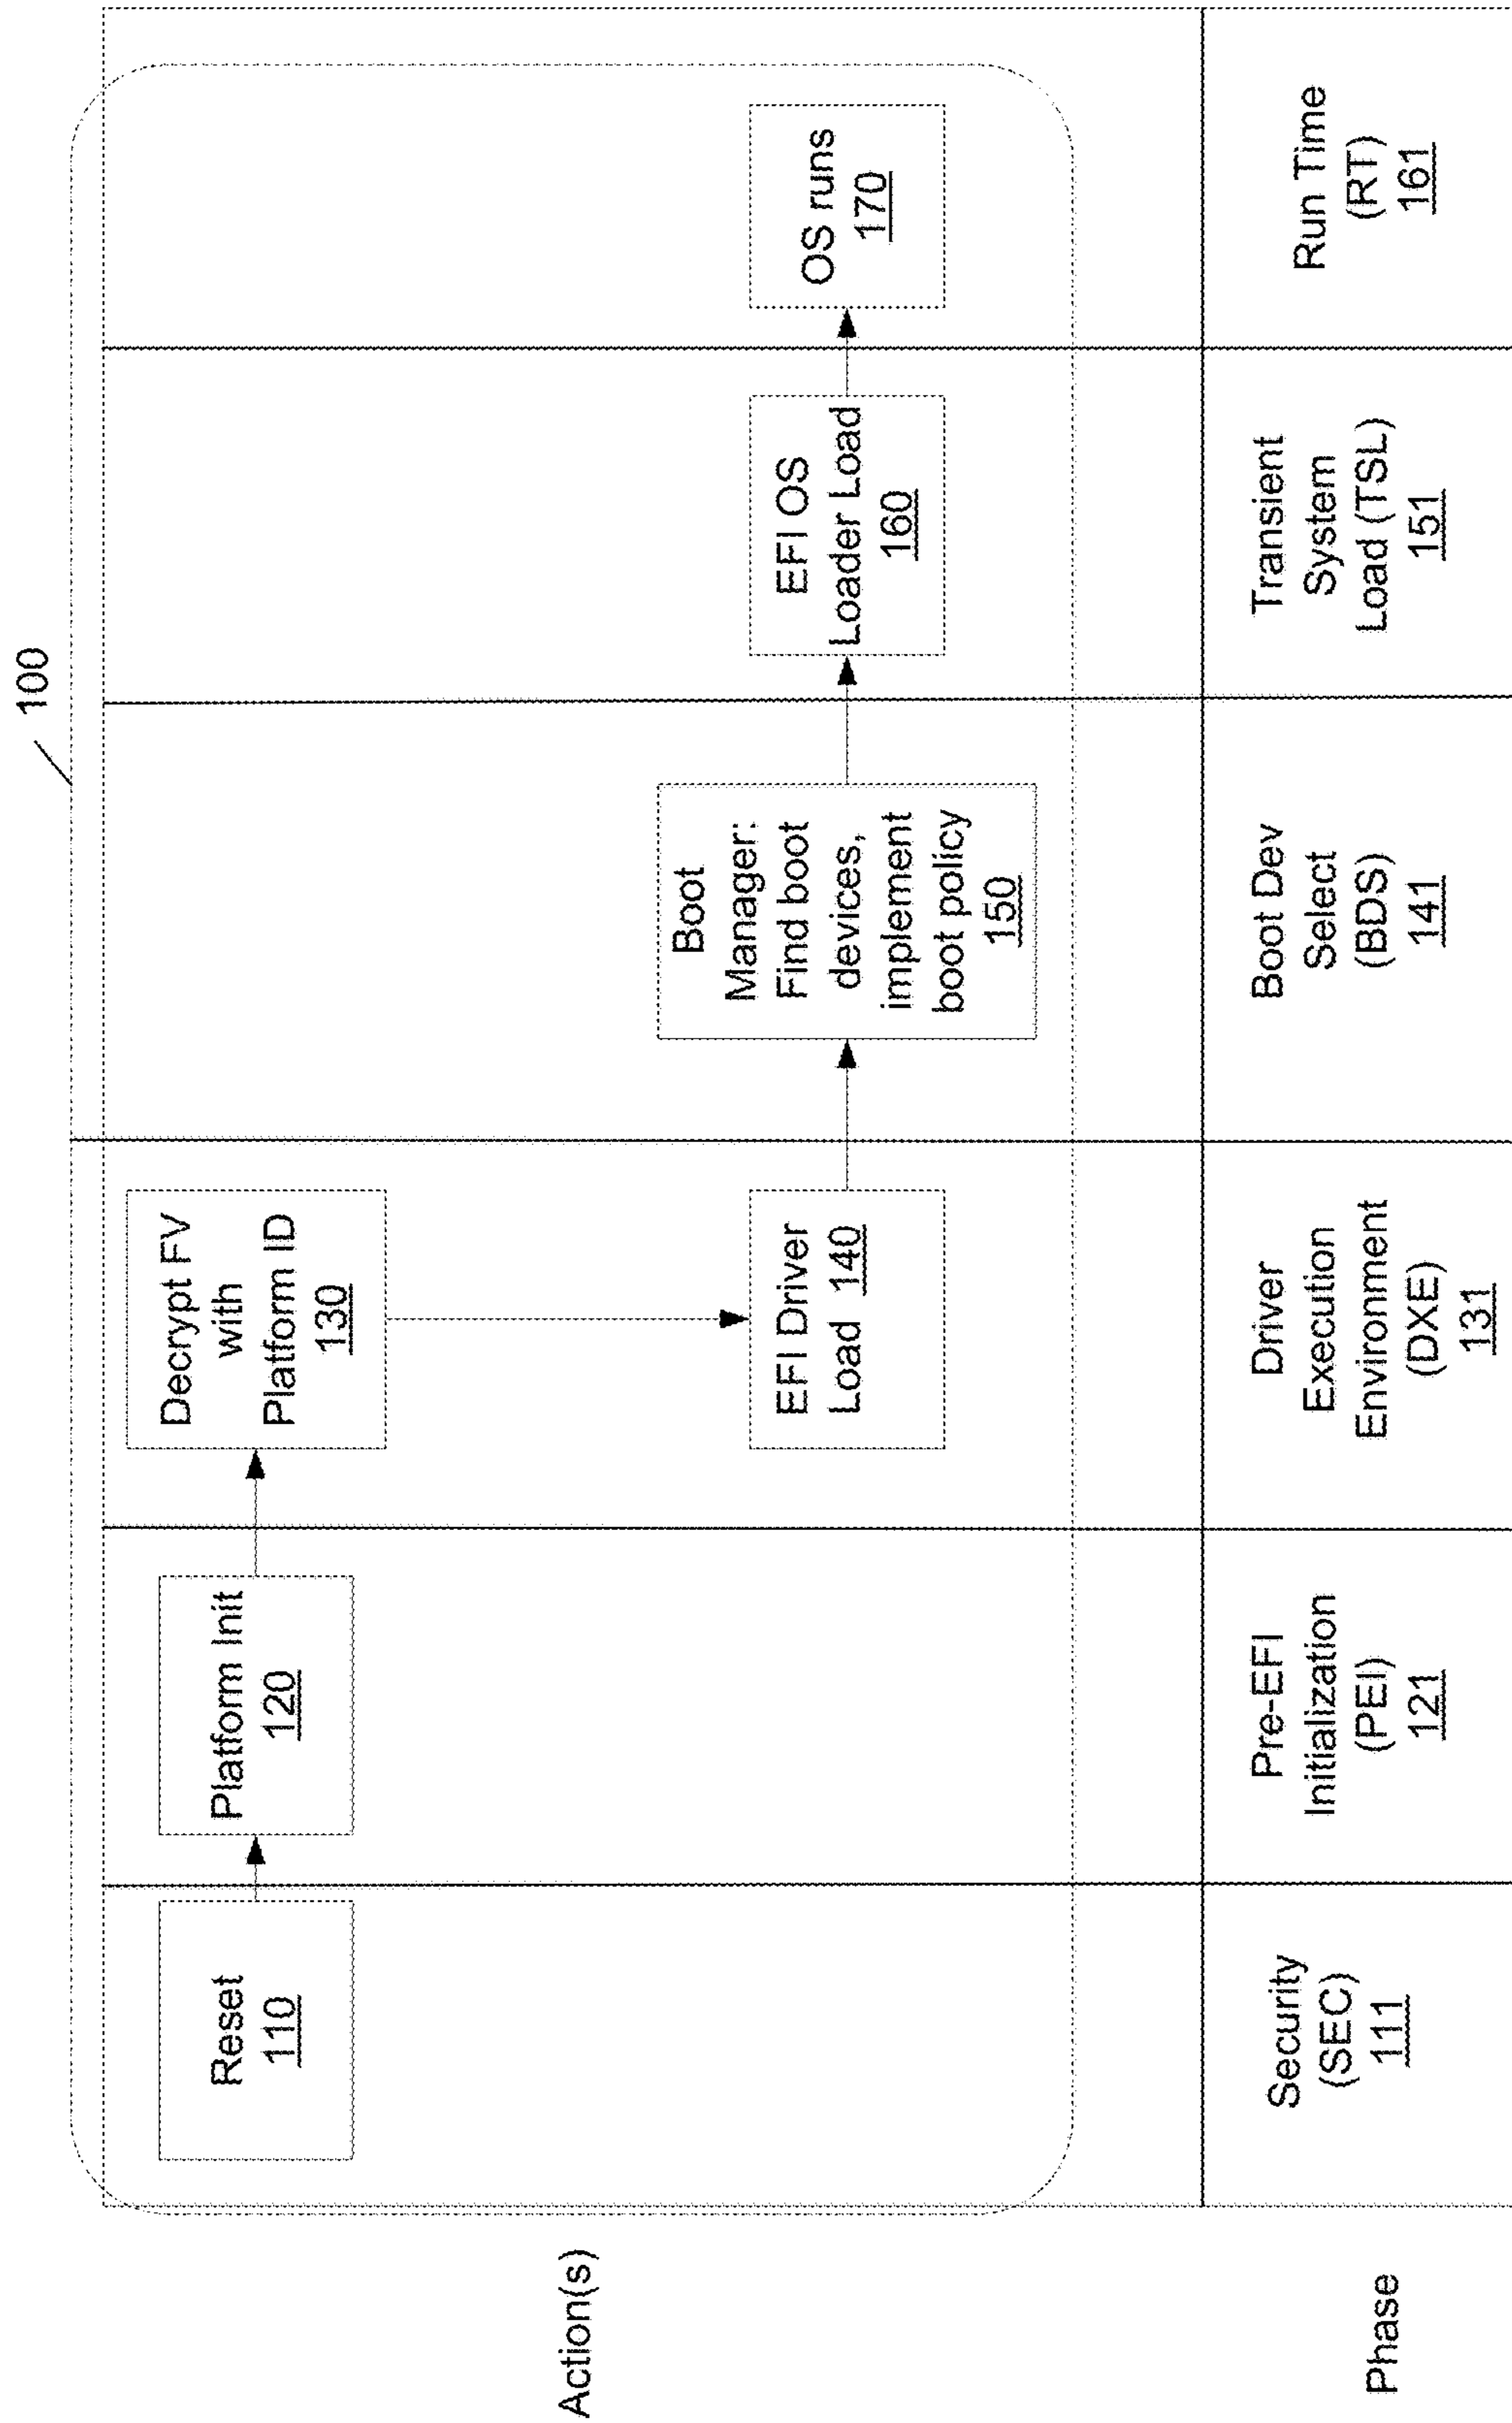 100
Action(s)
Reset
110
Platform Init
120
Decrypt FV
with
Platform ID
130
EFI Driver
Load 140
Boot
Manager:
Find boot
devices,
implement
boot policy
150
EFI OS
Loader Load
160
OS runs
170
Phase
Security
(SEC)
111
Pre-EFI
Initialization
(PEI)
121
Driver
Execution
Environment
(DXE)
131
Boot Dev
Select
(BDS)
141
Transient
System
Load (TSL)
151
Run Time
(RT)
161